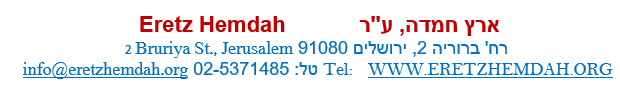 Eretz Hemdah ארץ חמדה, ע"ר
2 Bruriya St., Jerusalem 91080 רח' ברוריה 2, ירושלים
info@eretzhemdah.org 02-5371485 :טל Tel: WWW.ERETZHEMDAH.ORG